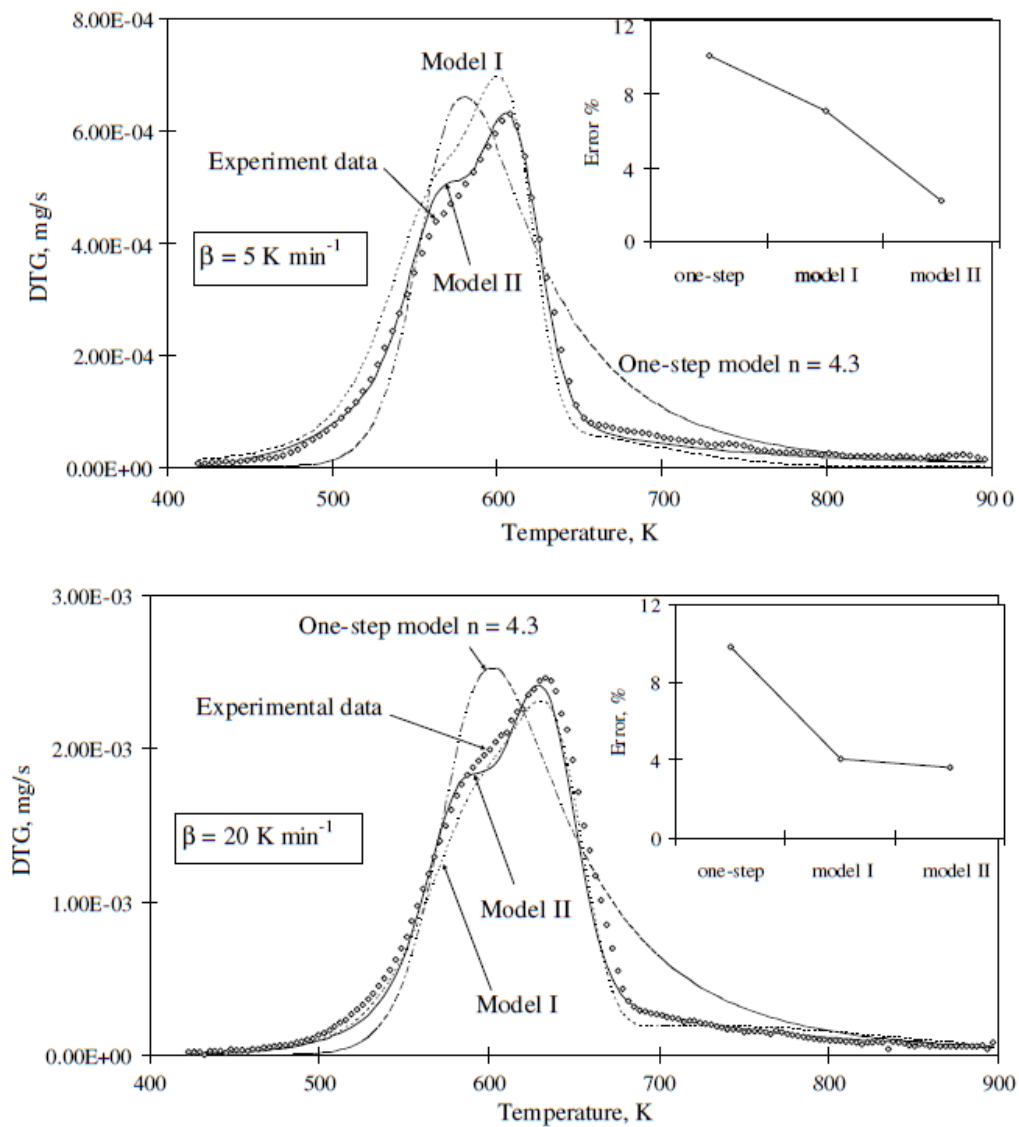 8.00E-04
6.00E-04
4.00E-04
2.00E-04
0.00E+00
DTG, mg/s
Model I
Experiment data
β = 5 K min-1
Model II
One-step model n = 4.3
400
500
600
700
800
90 0
Temperature, K
12
8
4
0
Error %
one-step
model I
model II
3.00E-03
2.00E-03
1.00E-03
0.00E+00
DTG, mg/s
One-step model n = 4.3
Experimental data
β = 20 K min-1
Model II
Model I
400
500
600
700
800
900
Temperature, K
12
8
4
0
Error, %
one-step
model I
model II